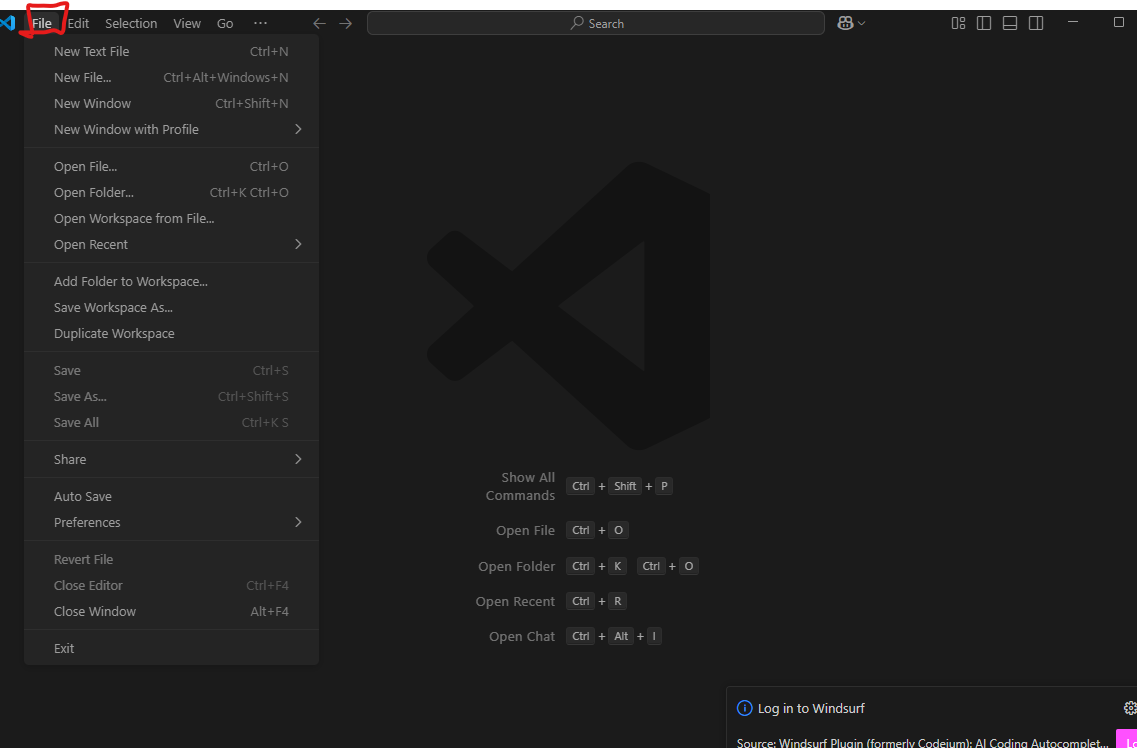 File Edit Selection View Go ···
Search
New Text File Ctrl+N
New File... Ctrl+Alt+Windows+N
New Window Ctrl+Shift+N
New Window with Profile
Open File... Ctrl+O
Open Folder... Ctrl+K Ctrl+O
Open Workspace from File...
Open Recent
Add Folder to Workspace...
Save Workspace As...
Duplicate Workspace
Save Ctrl+S
Save As... Ctrl+Shift+S
Save All Ctrl+K S
Share
Auto Save
Preferences
Revert File
Close Editor Ctrl+F4
Close Window Alt+F4
Exit
Show All
Commands Ctrl + Shift + P
Open File Ctrl + O
Open Folder Ctrl + K Ctrl + O
Open Recent Ctrl + R
Open Chat Ctrl + Alt + I
Log in to Windsurf
Source: Windsurf Plugin (formerly Codeium): AI Coding Autocomplet...